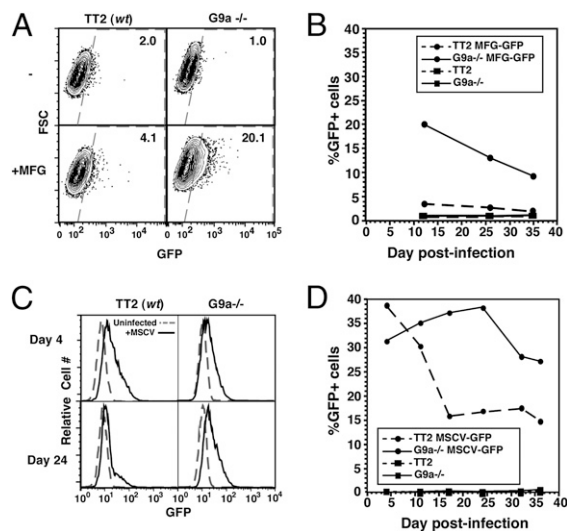 A
TT2 (wt)
G9a -/-
-
2.0
1.0
FSC
+MFG
4.1
20.1
0 10² 10³ 10⁴ 0 10² 10³ 10⁴ 10⁵
GFP
B
TT2 MFG-GFP
G9a-/- MFG-GFP
TT2
G9a-/-
%GFP+ cells
40
35
30
25
20
15
10
5
0
0 5 10 15 20 25 30 35 40
Day post-infection
C
TT2 (wt)
G9a-/-
Uninfected
+MSCV
Day 4
Relative Cell #
Day 24
10⁰ 10¹ 10² 10³ 10⁴ 10⁰ 10¹ 10² 10³ 10⁴
GFP
D
%GFP+ cells
40
35
30
25
20
15
10
5
0
TT2 MSCV-GFP
G9a-/- MSCV-GFP
TT2
G9a-/-
0 5 10 15 20 25 30 35 40
Day post-infection